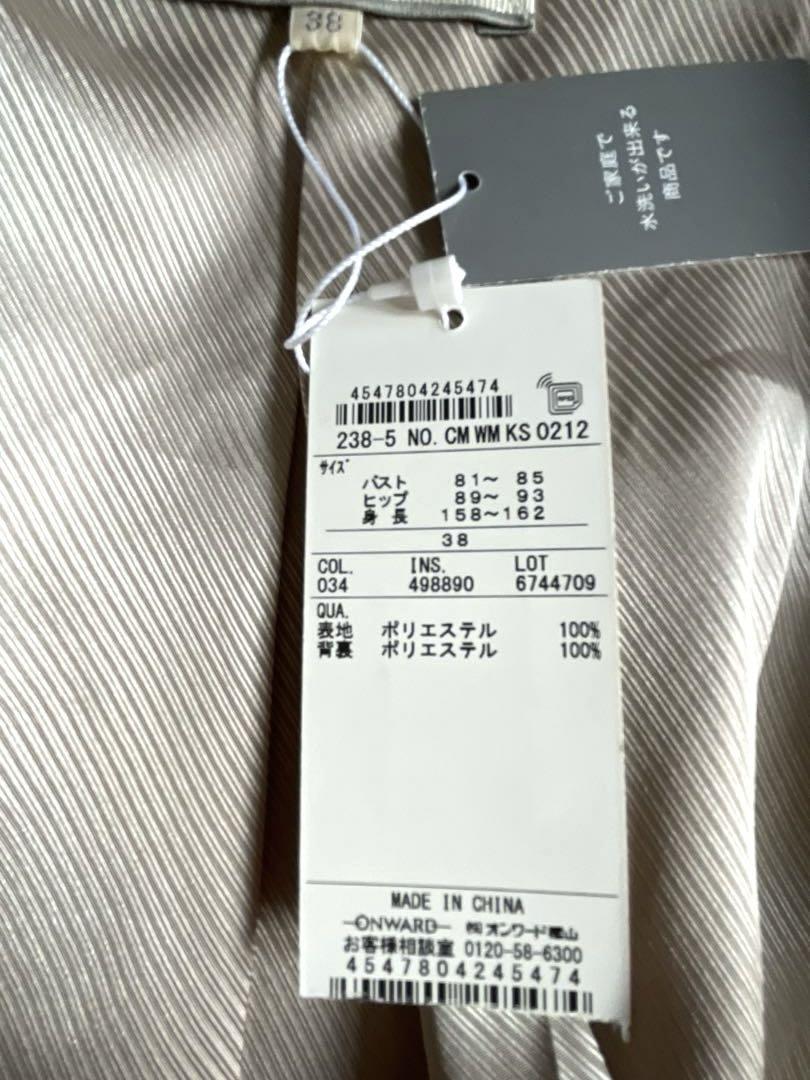 38
ご家庭で
水洗いが出来る
商品です
4547804245474
RFID
238-5 NO. CM WM KS 0212
サイズ
バスト 81～ 85
ヒップ 89～ 93
身 長 158～162
38
COL. INS. LOT
034 498890 6744709
QUA.
表地 ポリエステル 100%
背裏 ポリエステル 100%
MADE IN CHINA
ONWARD ㈱オンワード樫山
お客様相談室 0120-58-6300
4547804245474